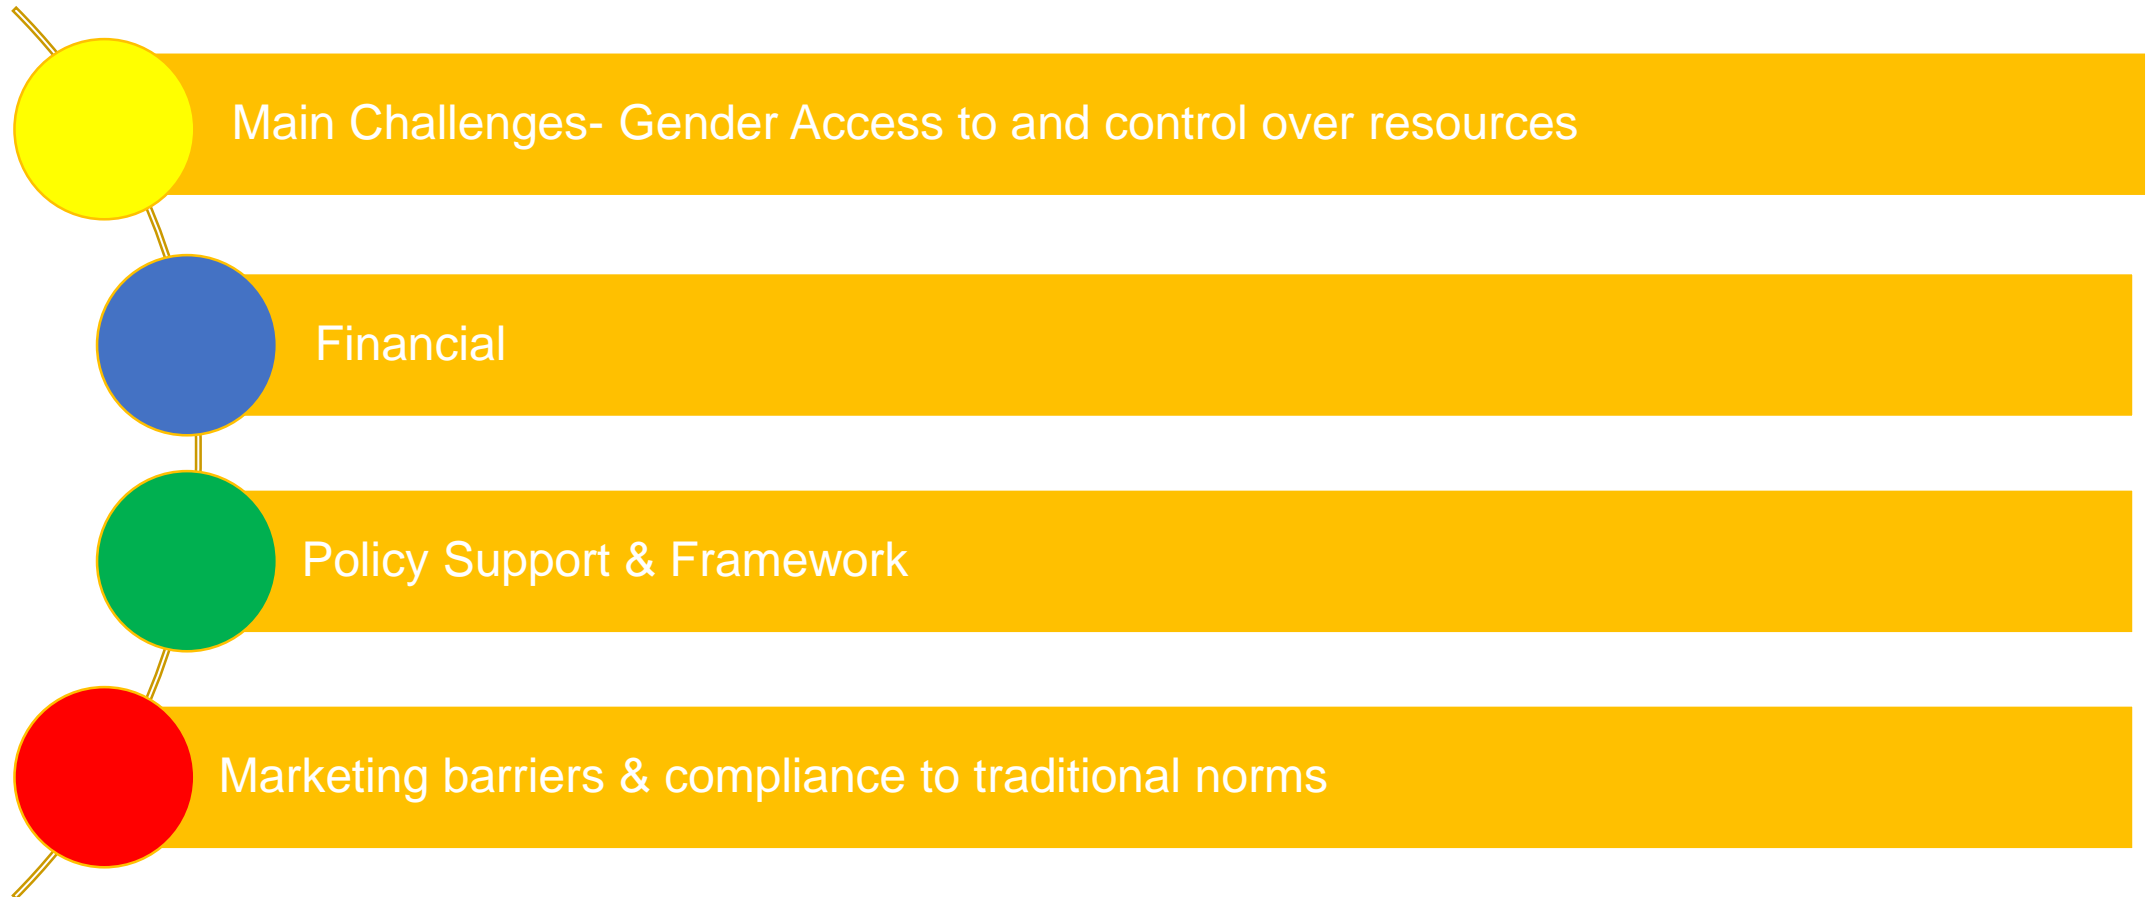 Main Challenges- Gender Access to and control over resources
Financial
Policy Support & Framework
Marketing barriers & compliance to traditional norms